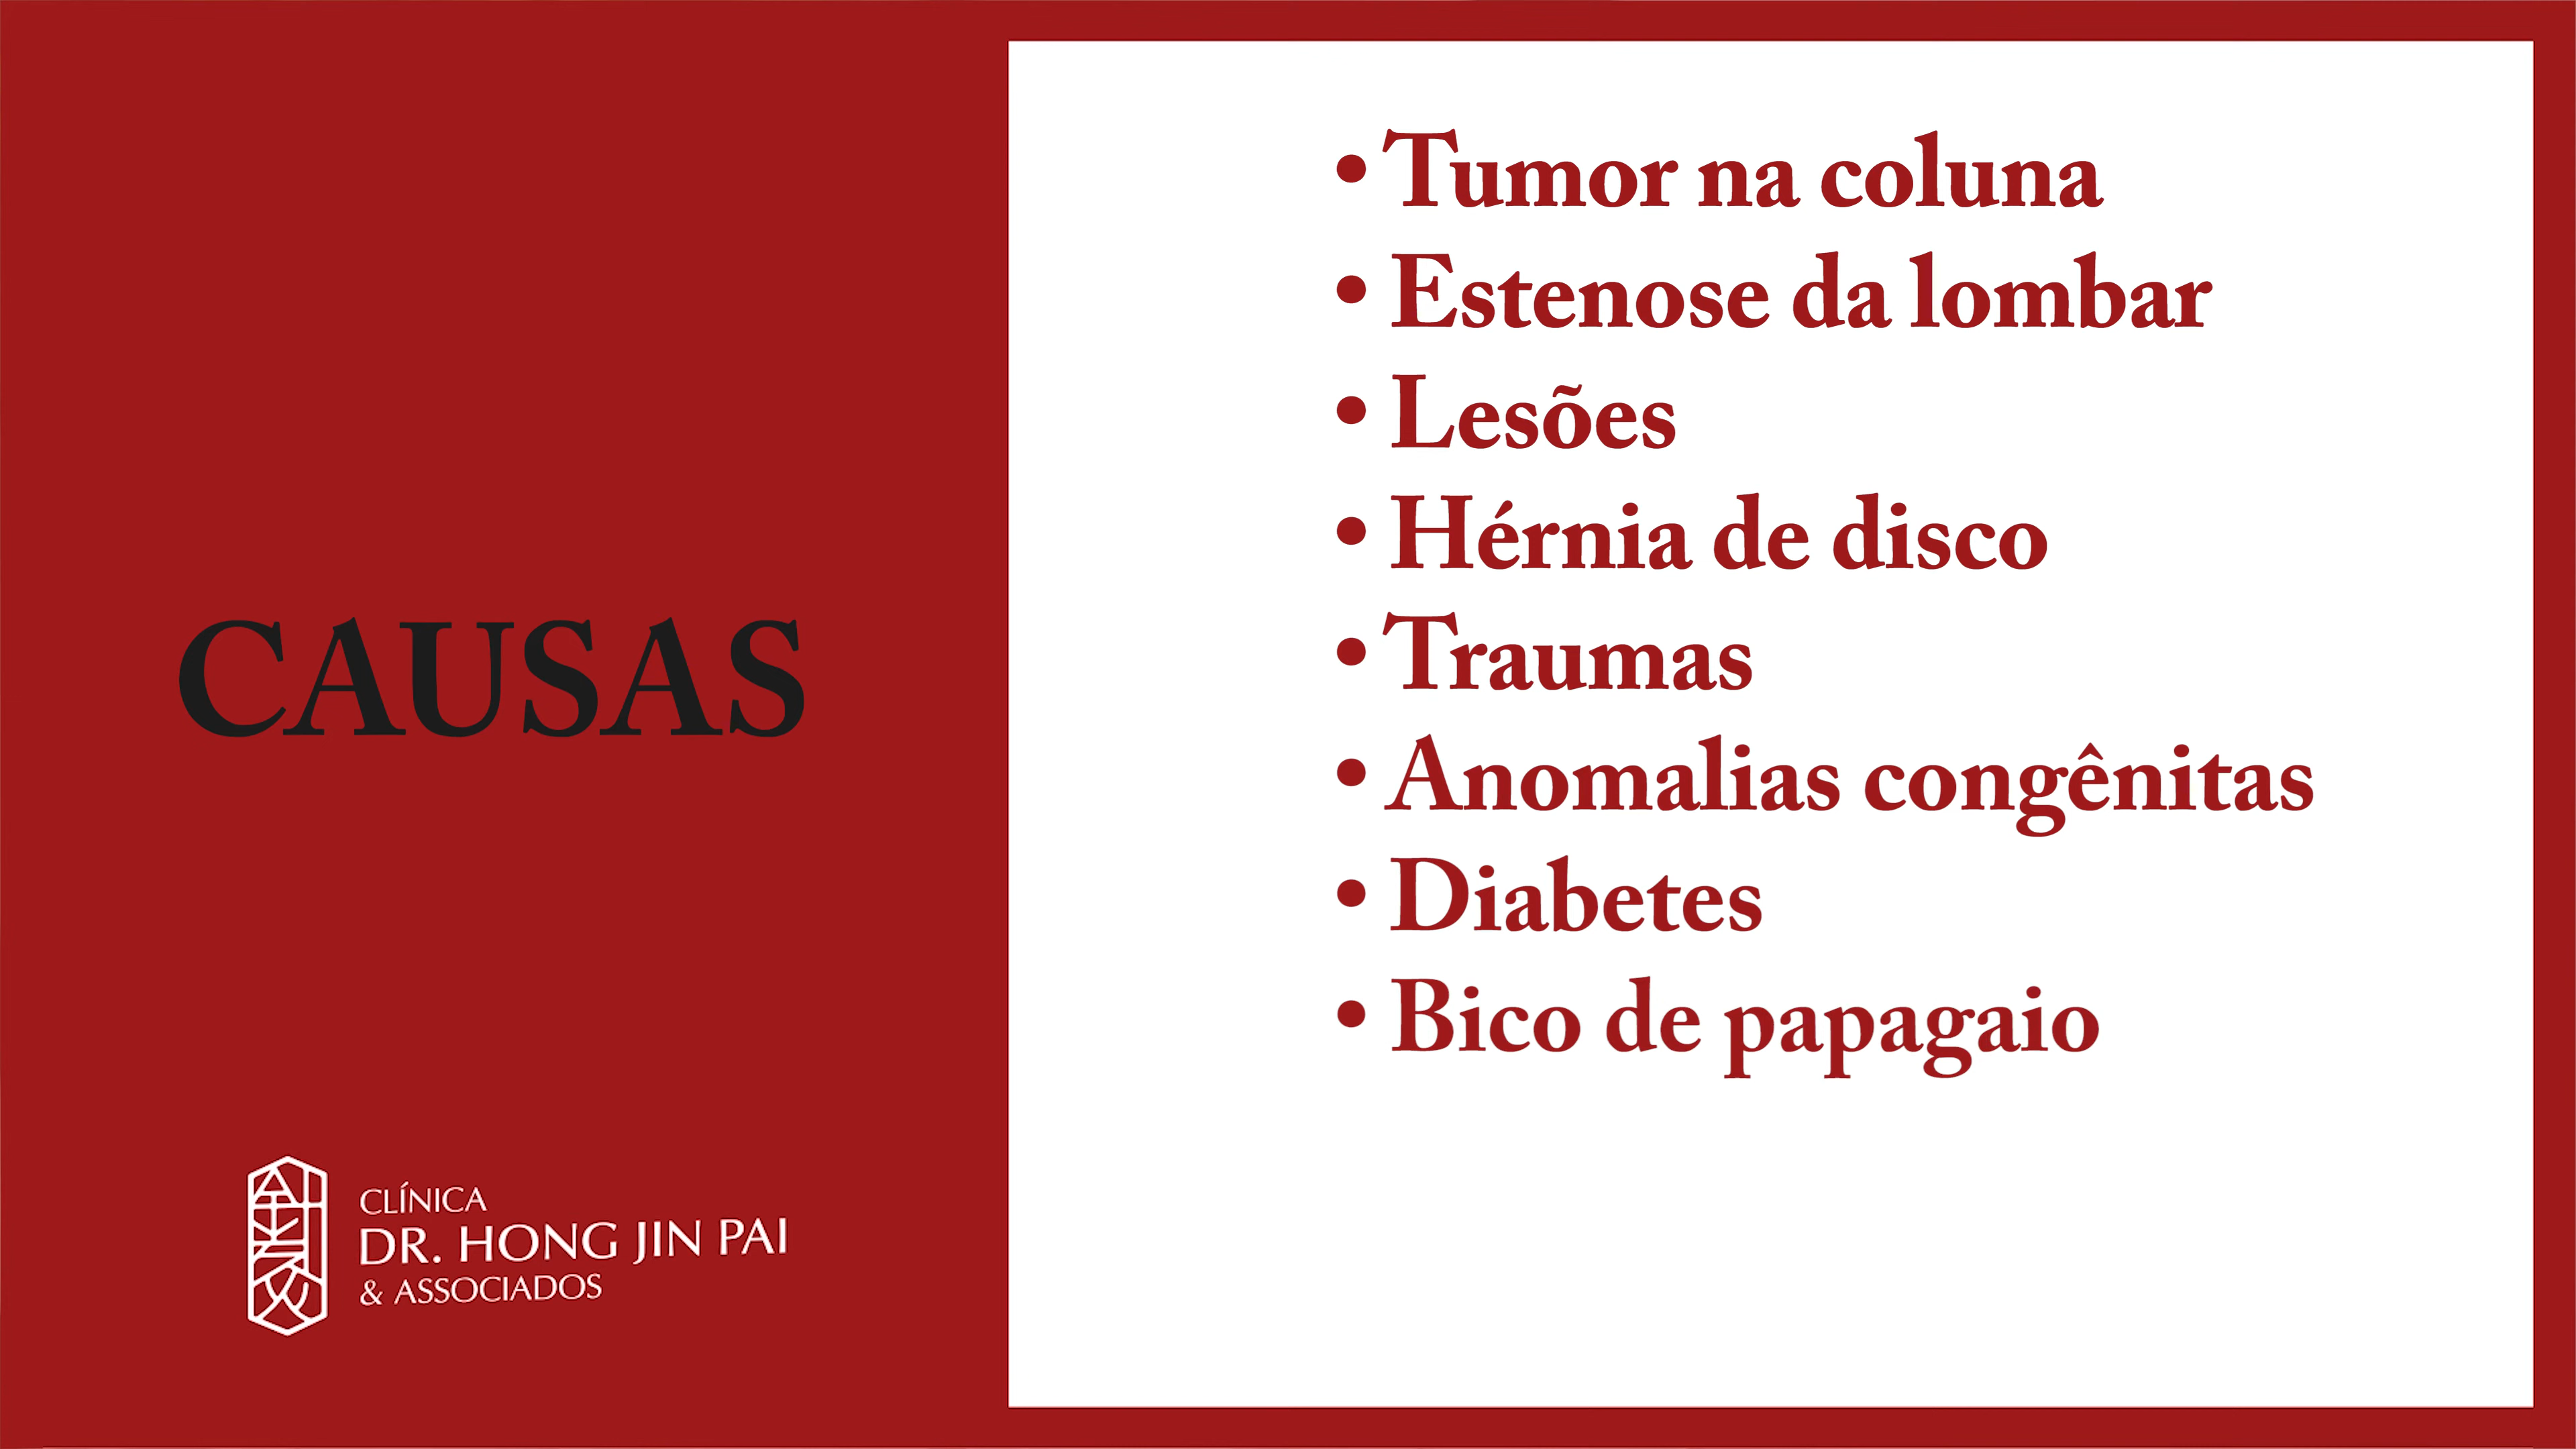 CAUSAS
CLÍNICA
DR. HONG JIN PAI
& ASSOCIADOS
• Tumor na coluna
• Estenose da lombar
• Lesões
• Hérnia de disco
• Traumas
• Anomalias congênitas
• Diabetes
• Bico de papagaio